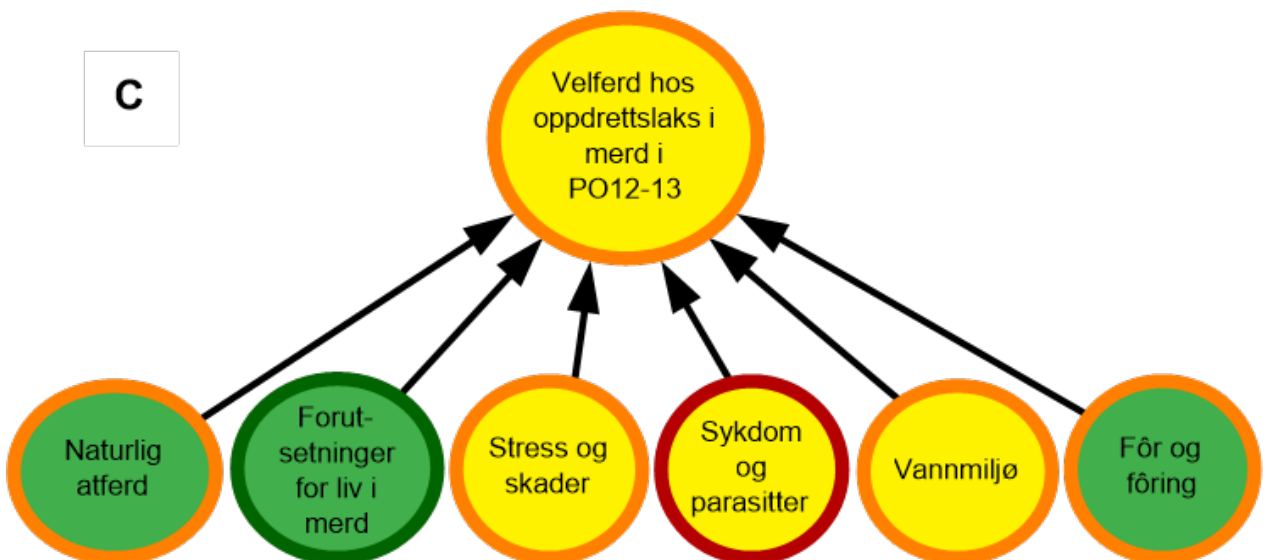 C
Velferd hos
oppdrettslaks i
merd i
PO12-13
Naturlig
atferd
Forut-
setninger
for liv i
merd
Stress og
skader
Sykdom
og
parasitter
Vannmiljø
Fôr og
fôring